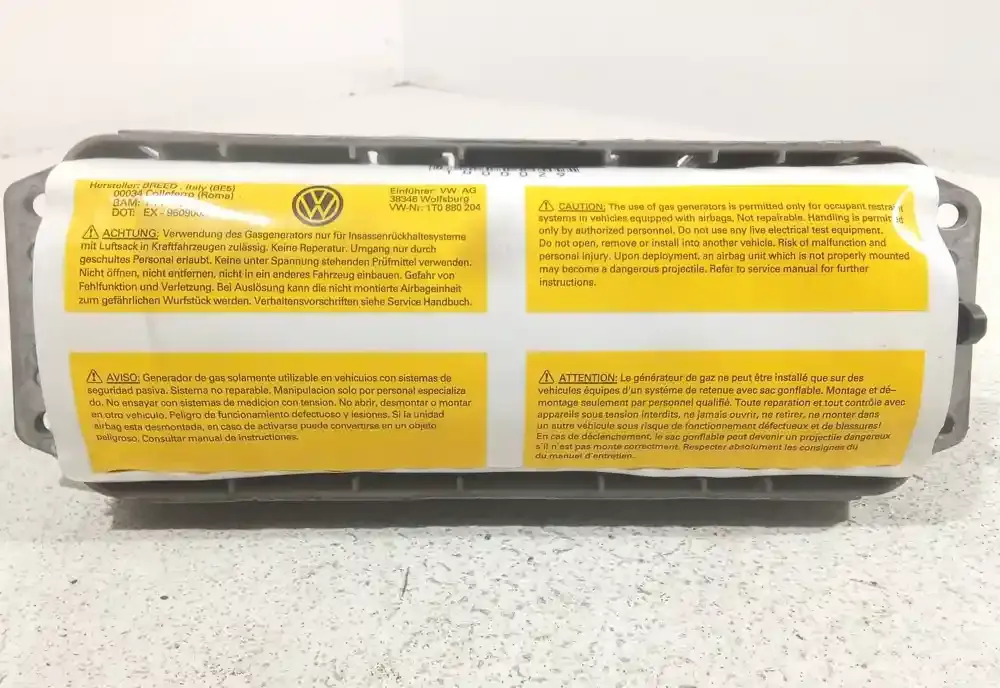 Hersteller: BREED, Italy (BE5)
00034 Colleferro (Roma)
BAM:
DOT: EX - 960900
VW
Einführer: VW AG
38346 Wolfsburg
VW-Nr: 1T0 880 204
ACHTUNG: Verwendung des Gasgenerators nur für Insassenrückhaltesysteme
mit Luftsack in Kraftfahrzeugen zulässig. Keine Reperatur. Umgang nur durch
geschultes Personal erlaubt. Keine unter Spannung stehenden Prüfmittel verwenden.
Nicht öffnen, nicht entfernen, nicht in ein anderes Fahrzeug einbauen. Gefahr von
Fehlfunktion und Verletzung. Bei Auslösung kann die nicht montierte Airbageinheit
zum gefährlichen Wurfstück werden. Verhaltensvorschriften siehe Service Handbuch.
CAUTION: The use of gas generators is permitted only for occupant restraint
systems in vehicles equipped with airbags. Not repairable. Handling is permitted
only by authorized personnel. Do not use any live electrical test equipment.
Do not open, remove or install into another vehicle. Risk of malfunction and
personal injury. Upon deployment, an airbag unit which is not properly mounted
may become a dangerous projectile. Refer to service manual for further
instructions.
AVISO: Generador de gas solamente utilizable en vehiculos con sistemas de
seguridad pasiva. Sistema no reparable. Manipulacion solo por personal especializa
do. No ensayar con sistemas de medicion con tension. No abrir, desmontar o montar
en otro vehiculo. Peligro de funcionamiento defectuoso y lesiones. Si la unidad
airbag esta desmontada, en caso de activarse puede convertirse en un objeto
peligroso. Consultar manual de instrucciones.
ATTENTION: Le générateur de gaz ne peut être installé que sur des
vehicules équipes d'un système de retenue avec sac gonflable. Montage et dé–
montage seulement par personnel qualifié. Toute réparation et tout contrôle avec
appareils sous tension interdits, ne jamais ouvrir, ne retirer, ne monter dans
un autre véhicule sous risque de fonctionnement défectueux et de blessures!
En cas de déclenchement, le sac gonflable peut devenir un projectile dangereux
s'il n'est pas monte correctement. Respecter absolument les consignes du
du manuel d'entretien.